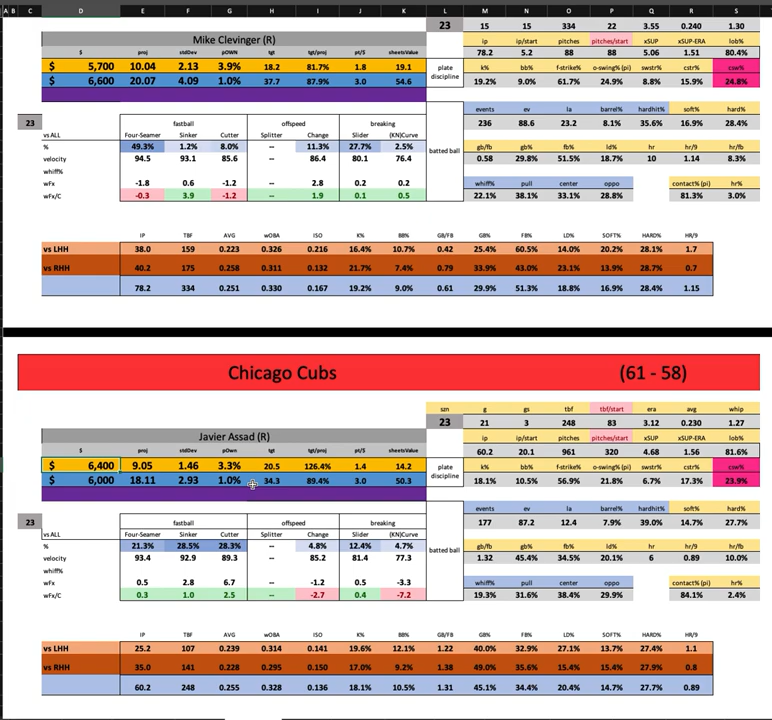 A B C D E F G H I J K L M N O P Q R S
23 15 15 334 22 3.55 0.240 1.30
Mike Clevinger (R) ip ip/start pitches pitches/start xSUP xSUP-ERA lob%
78.2 5.2 88 88 5.06 1.51 80.4%
$ proj stdDev pOWN tgt tgt/proj pt/$ sheetsValue
$ 5,700 10.04 2.13 3.9% 18.2 81.7% 1.8 19.1 plate discipline k% bb% f-strike% o-swing% (pi) swstr% cstr% csw%
$ 6,600 20.07 4.09 1.0% 37.7 87.9% 3.0 54.6 19.2% 9.0% 61.7% 24.9% 8.8% 15.9% 24.8%
events ev la barrel% hardhit% soft% hard%
23 fastball offspeed breaking 236 88.6 23.2 8.1% 35.6% 16.9% 28.4%
vs ALL Four-Seamer Sinker Cutter Splitter Change Slider (KN)Curve
% 49.3% 1.2% 8.0% -- 11.3% 27.7% 2.5% batted ball gb/fb gb% fb% ld% hr hr/9 hr/fb
velocity 94.5 93.1 85.6 -- 86.4 80.1 76.4 0.58 29.8% 51.5% 18.7% 10 1.14 8.3%
whiff%
wFx -1.8 0.6 -1.2 2.8 0.2 0.2 whiff% pull center oppo contact% (pi) hr%
wFx/C -0.3 3.9 -1.2 -- 1.9 0.1 0.5 22.1% 38.1% 33.1% 28.8% 81.3% 3.0%
IP TBF AVG wOBA ISO K% BB% GB/FB GB% FB% LD% SOFT% HARD% HR/9
vs LHH 38.0 159 0.223 0.326 0.216 16.4% 10.7% 0.42 25.4% 60.5% 14.0% 20.2% 28.1% 1.7
vs RHH 40.2 175 0.258 0.311 0.132 21.7% 7.4% 0.79 33.9% 43.0% 23.1% 13.9% 28.7% 0.7
78.2 334 0.251 0.330 0.167 19.2% 9.0% 0.61 29.9% 51.3% 18.8% 16.9% 28.4% 1.15
Chicago Cubs (61 - 58)
szn g gs tbf tbf/start era avg whip
23 21 3 248 83 3.12 0.230 1.27
Javier Assad (R) ip ip/start pitches pitches/start xSUP xSUP-ERA lob%
$ proj stdDev pOwn tgt tgt/proj pt/$ sheetsValue 60.2 20.1 961 320 4.68 1.56 81.6%
$ 6,400 9.05 1.46 3.3% 20.5 126.4% 1.4 14.2 plate discipline k% bb% f-strike% o-swing% (pi) swstr% cstr% csw%
$ 6,000 18.11 2.93 1.0% 34.3 89.4% 3.0 50.3 18.1% 10.5% 56.9% 21.8% 6.7% 17.3% 23.9%
events ev la barrel% hardhit% soft% hard%
23 fastball offspeed breaking 177 87.2 12.4 7.9% 39.0% 14.7% 27.7%
vs ALL Four-Seamer Sinker Cutter Splitter Change Slider (KN)Curve
% 21.3% 28.5% 28.3% -- 4.8% 12.4% 4.7% batted ball gb/fb gb% fb% ld% hr hr/9 hr/fb
velocity 93.4 92.9 89.3 -- 85.2 81.4 77.3 1.32 45.4% 34.5% 20.1% 6 0.89 10.0%
whiff%
wFx 0.5 2.8 6.7 -1.2 0.5 -3.3 whiff% pull center oppo contact% (pi) hr%
wFx/C 0.3 1.0 2.5 -- -2.7 0.4 -7.2 19.3% 31.6% 38.4% 29.9% 84.1% 2.4%
IP TBF AVG wOBA ISO K% BB% GB/FB GB% FB% LD% SOFT% HARD% HR/9
vs LHH 25.2 107 0.239 0.314 0.141 19.6% 12.1% 1.22 40.0% 32.9% 27.1% 13.7% 27.4% 1.1
vs RHH 35.0 141 0.228 0.295 0.150 17.0% 9.2% 1.38 49.0% 35.6% 15.4% 15.4% 27.9% 0.8
60.2 248 0.255 0.328 0.136 18.1% 10.5% 1.31 45.1% 34.4% 20.4% 14.7% 27.7% 0.89